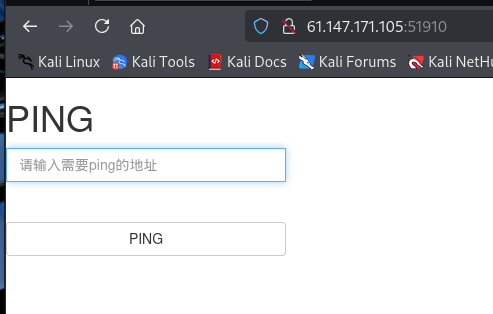 61.147.171.105:51910
Kali Linux Kali Tools Kali Docs Kali Forums Kali NetHu
PING
请输入需要ping的地址
PING